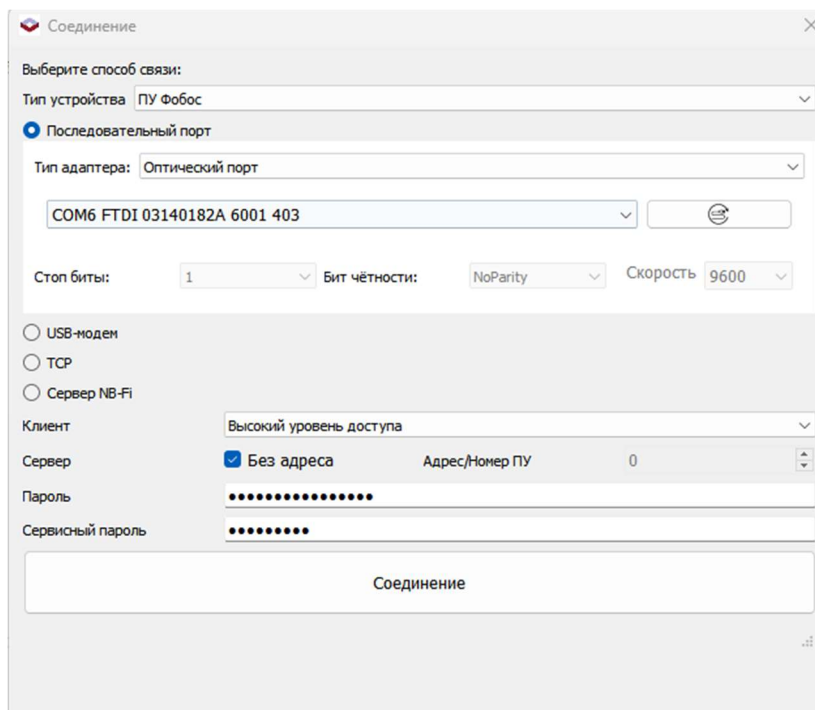 Соединение
Выберите способ связи:
Тип устройства ПУ Фобос
Последовательный порт
Тип адаптера: Оптический порт
COM6 FTDI 03140182A 6001 403
Стоп биты: 1 Бит чётности: NoParity Скорость 9600
USB-модем
TCP
Сервер NB-Fi
Клиент Высокий уровень доступа
Сервер Без адреса Адрес/Номер ПУ 0
Пароль ••••••••••••••••
Сервисный пароль •••••••••
Соединение